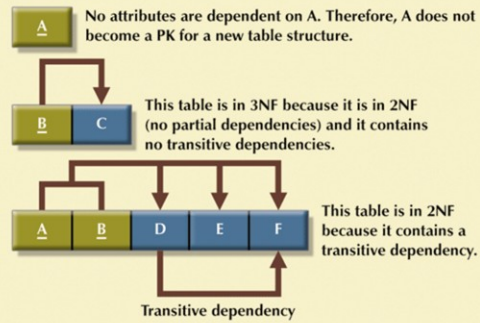 A
No attributes are dependent on A. Therefore, A does not
become a PK for a new table structure.
B C
This table is in 3NF because it is in 2NF
(no partial dependencies) and it contains
no transitive dependencies.
A B D E F
This table is in 2NF
because it contains a
transitive dependency.
Transitive dependency